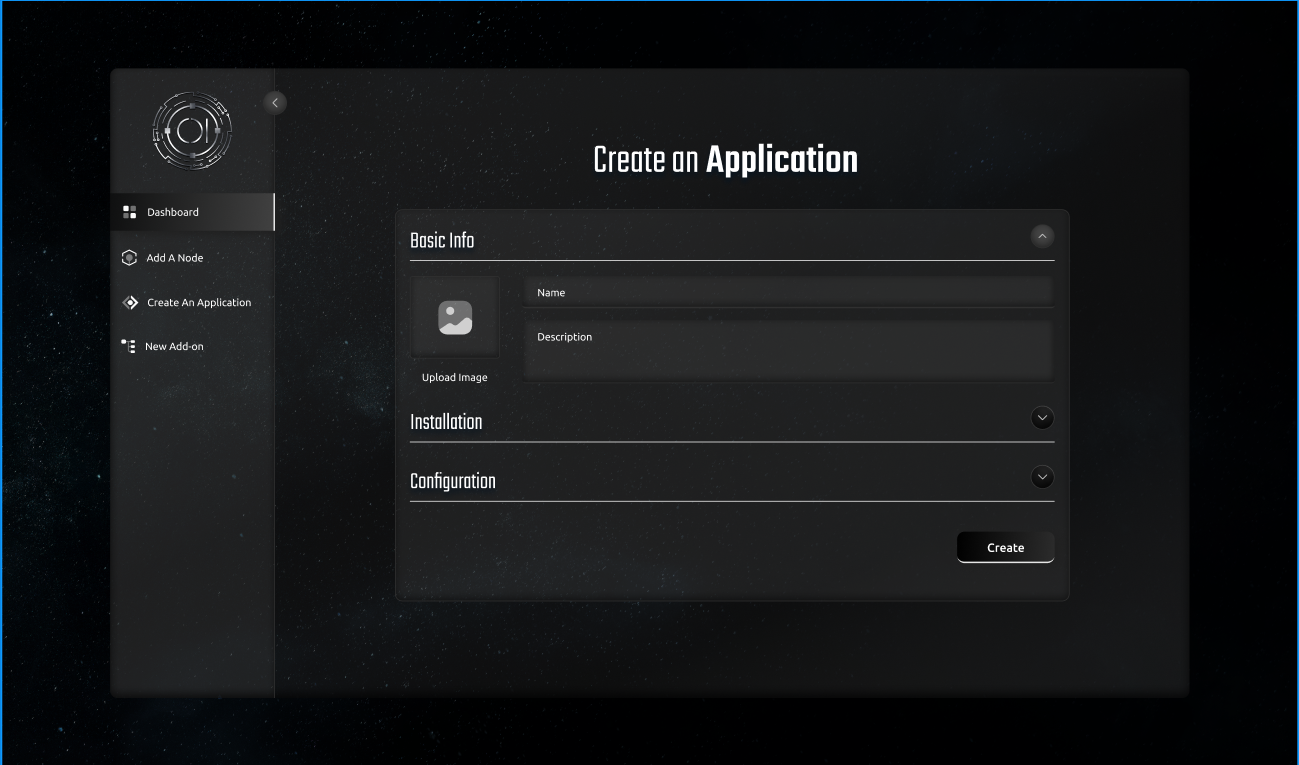 OI
Create an Application
Dashboard
Add A Node
Create An Application
New Add-on
Basic Info
Name
Description
Upload Image
Installation
Configuration
Create